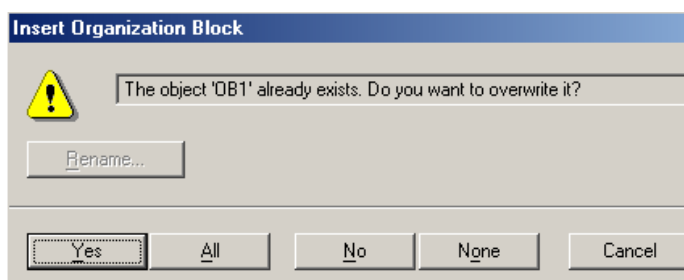 Insert Organization Block
The object 'OB1' already exists. Do you want to overwrite it?
Rename...
Yes All No None Cancel